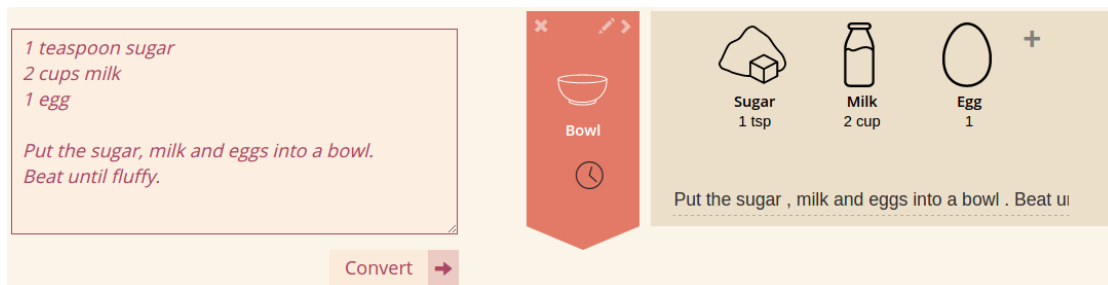 1 teaspoon sugar
2 cups milk
1 egg
Put the sugar, milk and eggs into a bowl.
Beat until fluffy.
Convert
Bowl
Sugar
1 tsp
Milk
2 cup
Egg
1
Put the sugar , milk and eggs into a bowl . Beat